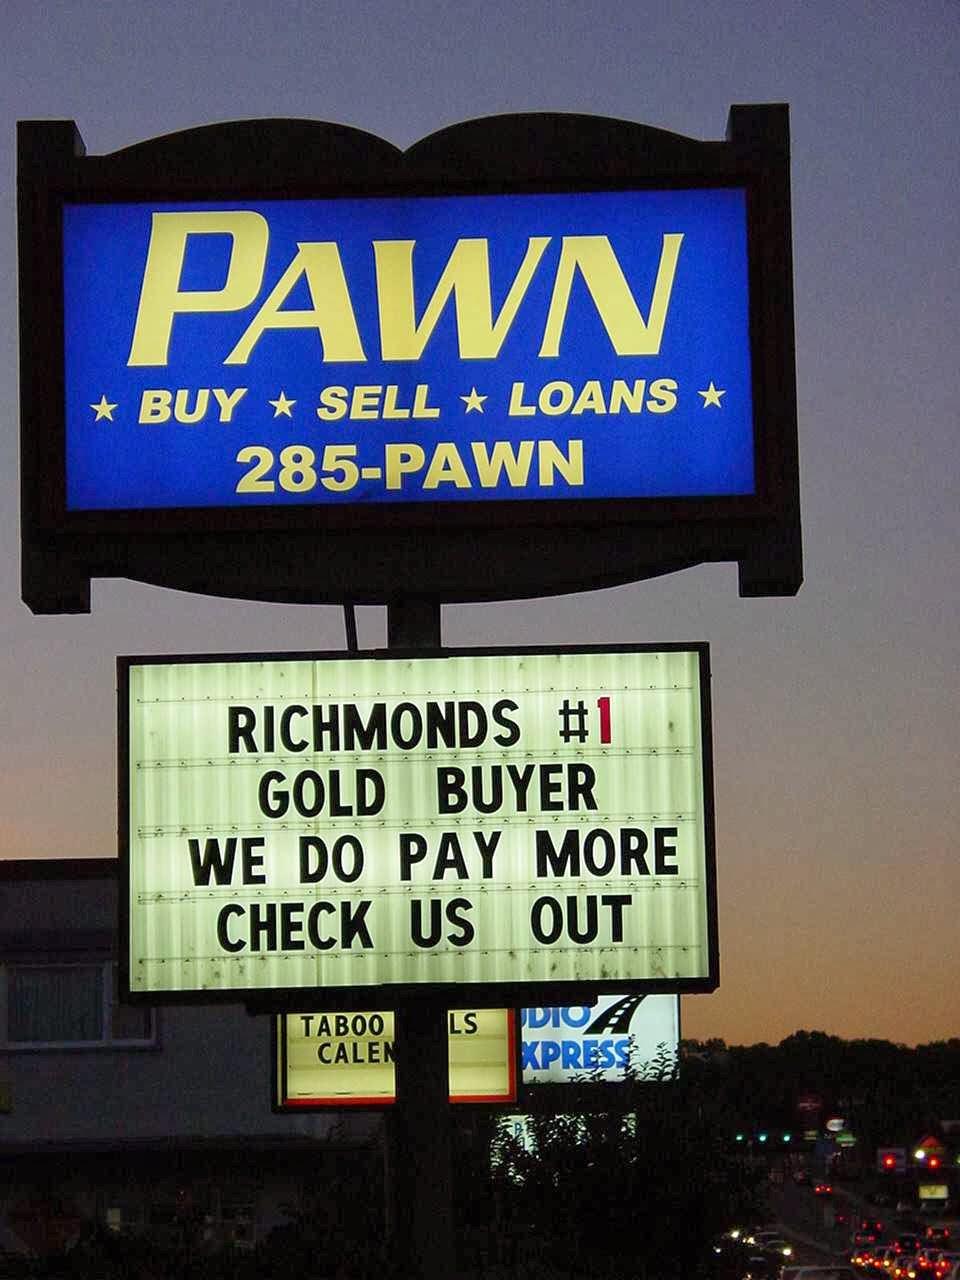 PAWN
★ BUY ★ SELL ★ LOANS ★
285-PAWN
RICHMONDS #1
GOLD BUYER
WE DO PAY MORE
CHECK US OUT
TABOO